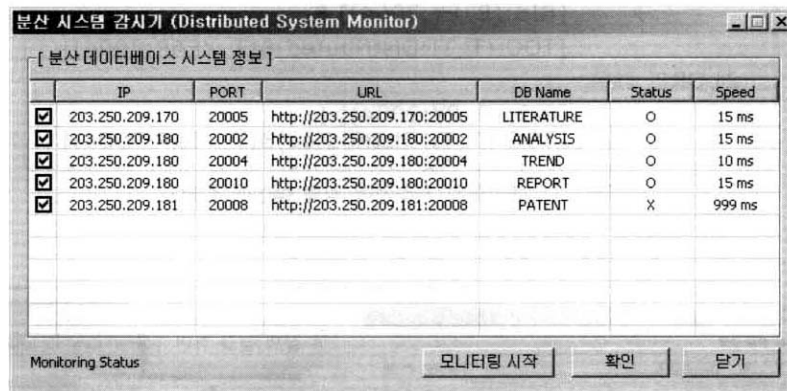 분산 시스템 감시기 (Distributed System Monitor)
[ 분산 데이터베이스 시스템 정보 ]
IP PORT URL DB Name Status Speed
203.250.209.170 20005 http://203.250.209.170:20005 LITERATURE O 15 ms
203.250.209.180 20002 http://203.250.209.180:20002 ANALYSIS O 15 ms
203.250.209.180 20004 http://203.250.209.180:20004 TREND O 10 ms
203.250.209.180 20010 http://203.250.209.180:20010 REPORT O 15 ms
203.250.209.181 20008 http://203.250.209.181:20008 PATENT X 999 ms
Monitoring Status 모니터링 시작 확인 닫기